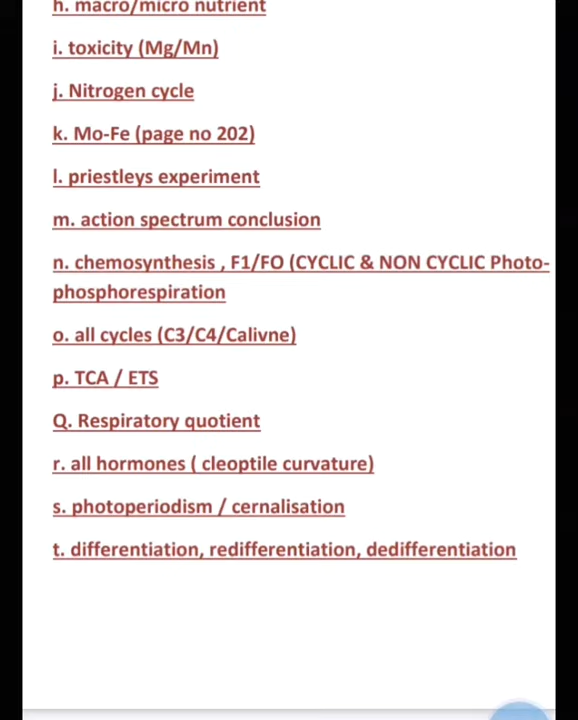 h. macro/micro nutrient
i. toxicity (Mg/Mn)
j. Nitrogen cycle
k. Mo-Fe (page no 202)
l. priestleys experiment
m. action spectrum conclusion
n. chemosynthesis , F1/FO (CYCLIC & NON CYCLIC Photo-
phosphorespiration
o. all cycles (C3/C4/Calivne)
p. TCA / ETS
Q. Respiratory quotient
r. all hormones ( cleoptile curvature)
s. photoperiodism / cernalisation
t. differentiation, redifferentiation, dedifferentiation